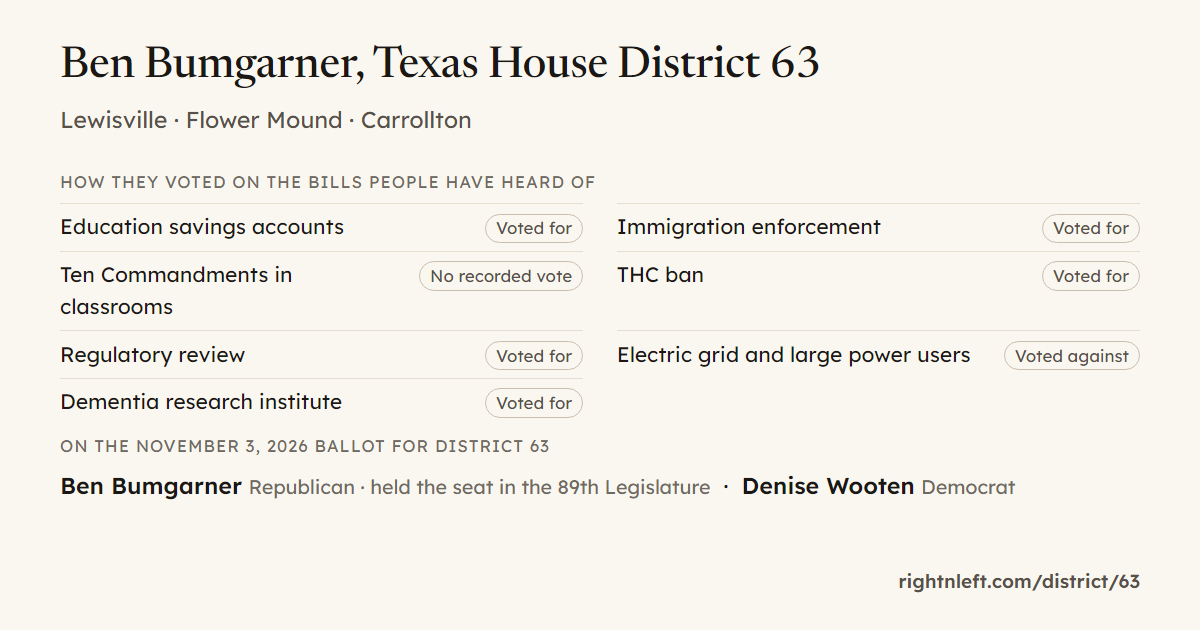 Ben Bumgarner, Texas House District 63
Lewisville · Flower Mound · Carrollton
HOW THEY VOTED ON THE BILLS PEOPLE HAVE HEARD OF
Education savings accounts Voted for
Immigration enforcement Voted for
Ten Commandments in No recorded vote
classrooms
THC ban Voted for
Regulatory review Voted for
Electric grid and large power users Voted against
Dementia research institute Voted for
ON THE NOVEMBER 3, 2026 BALLOT FOR DISTRICT 63
Ben Bumgarner Republican · held the seat in the 89th Legislature · Denise Wooten Democrat
rightnleft.com/district/63